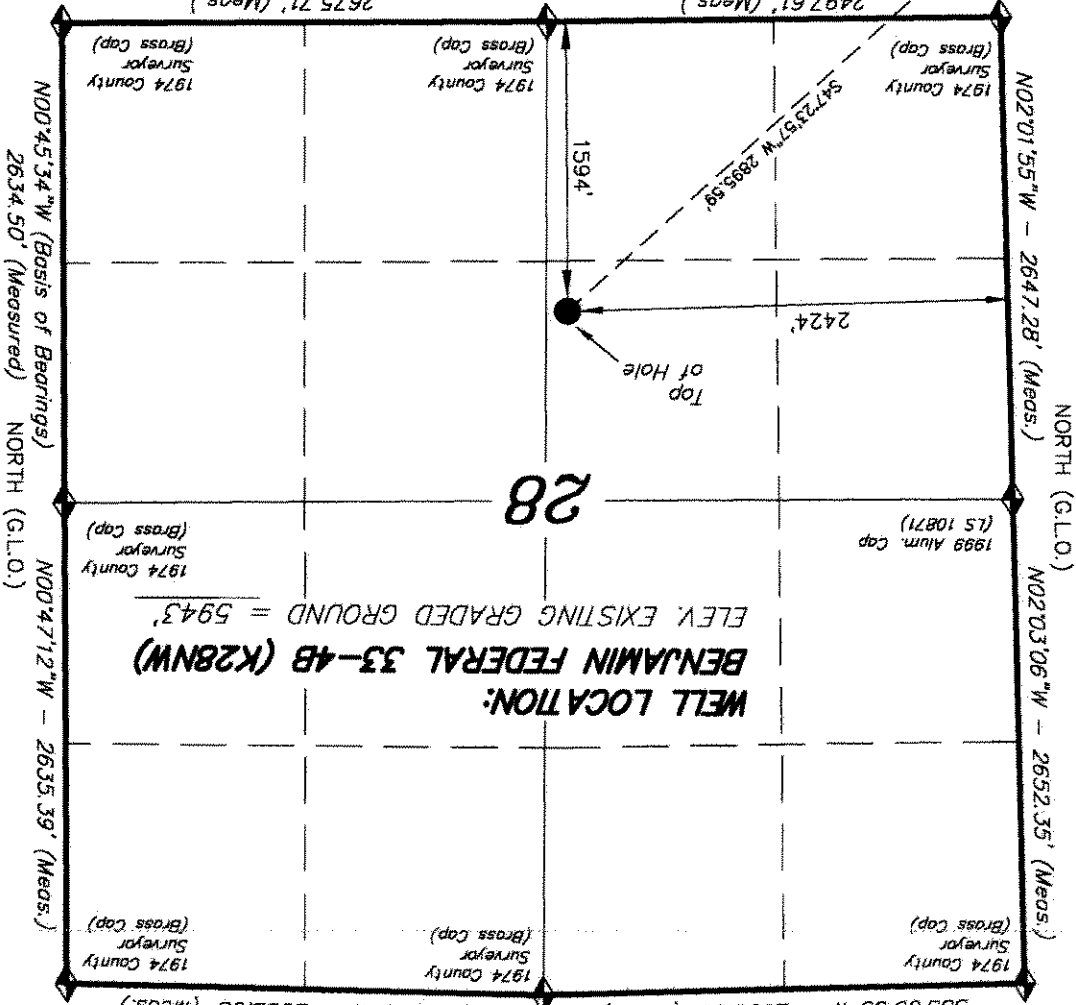 1974 County
Surveyor
(Brass Cap)
1974 County
Surveyor
(Brass Cap)
1974 County
Surveyor
(Brass Cap)
N02°03'06"W - 2652.35' (Meas.)
NORTH (G.L.O.)
N02°01'55"W - 2647.28' (Meas.)
WELL LOCATION:
BENJAMIN FEDERAL 33-4B (K28NW)
ELEV. EXISTING GRADED GROUND = 5943'
N00°47'12"W - 2635.39' (Meas.)
NORTH (G.L.O.)
1999 Alum. Cap
(LS 10871)
28
1974 County
Surveyor
(Brass Cap)
Top
of Hole
2424'
1594'
S47°23'57"W 2895.59'
N00°45'34"W (Basis of Bearings)
2634.50' (Measured)
1974 County
Surveyor
(Brass Cap)
1974 County
Surveyor
(Brass Cap)
1974 County
Surveyor
(Brass Cap)
2497.61' (Meas.)
2675.71' (Meas.)